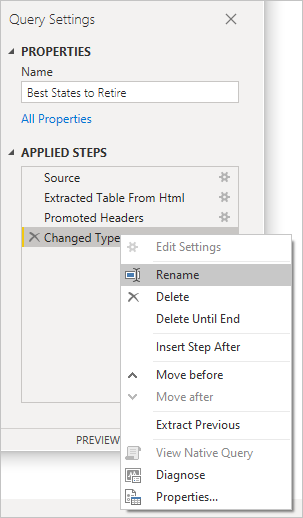 Query Settings
PROPERTIES
Name
Best States to Retire
All Properties
APPLIED STEPS
Source
Extracted Table From Html
Promoted Headers
Changed Type
Edit Settings
Rename
Delete
Delete Until End
Insert Step After
Move before
Move after
Extract Previous
View Native Query
Diagnose
Properties...
PREVIEW